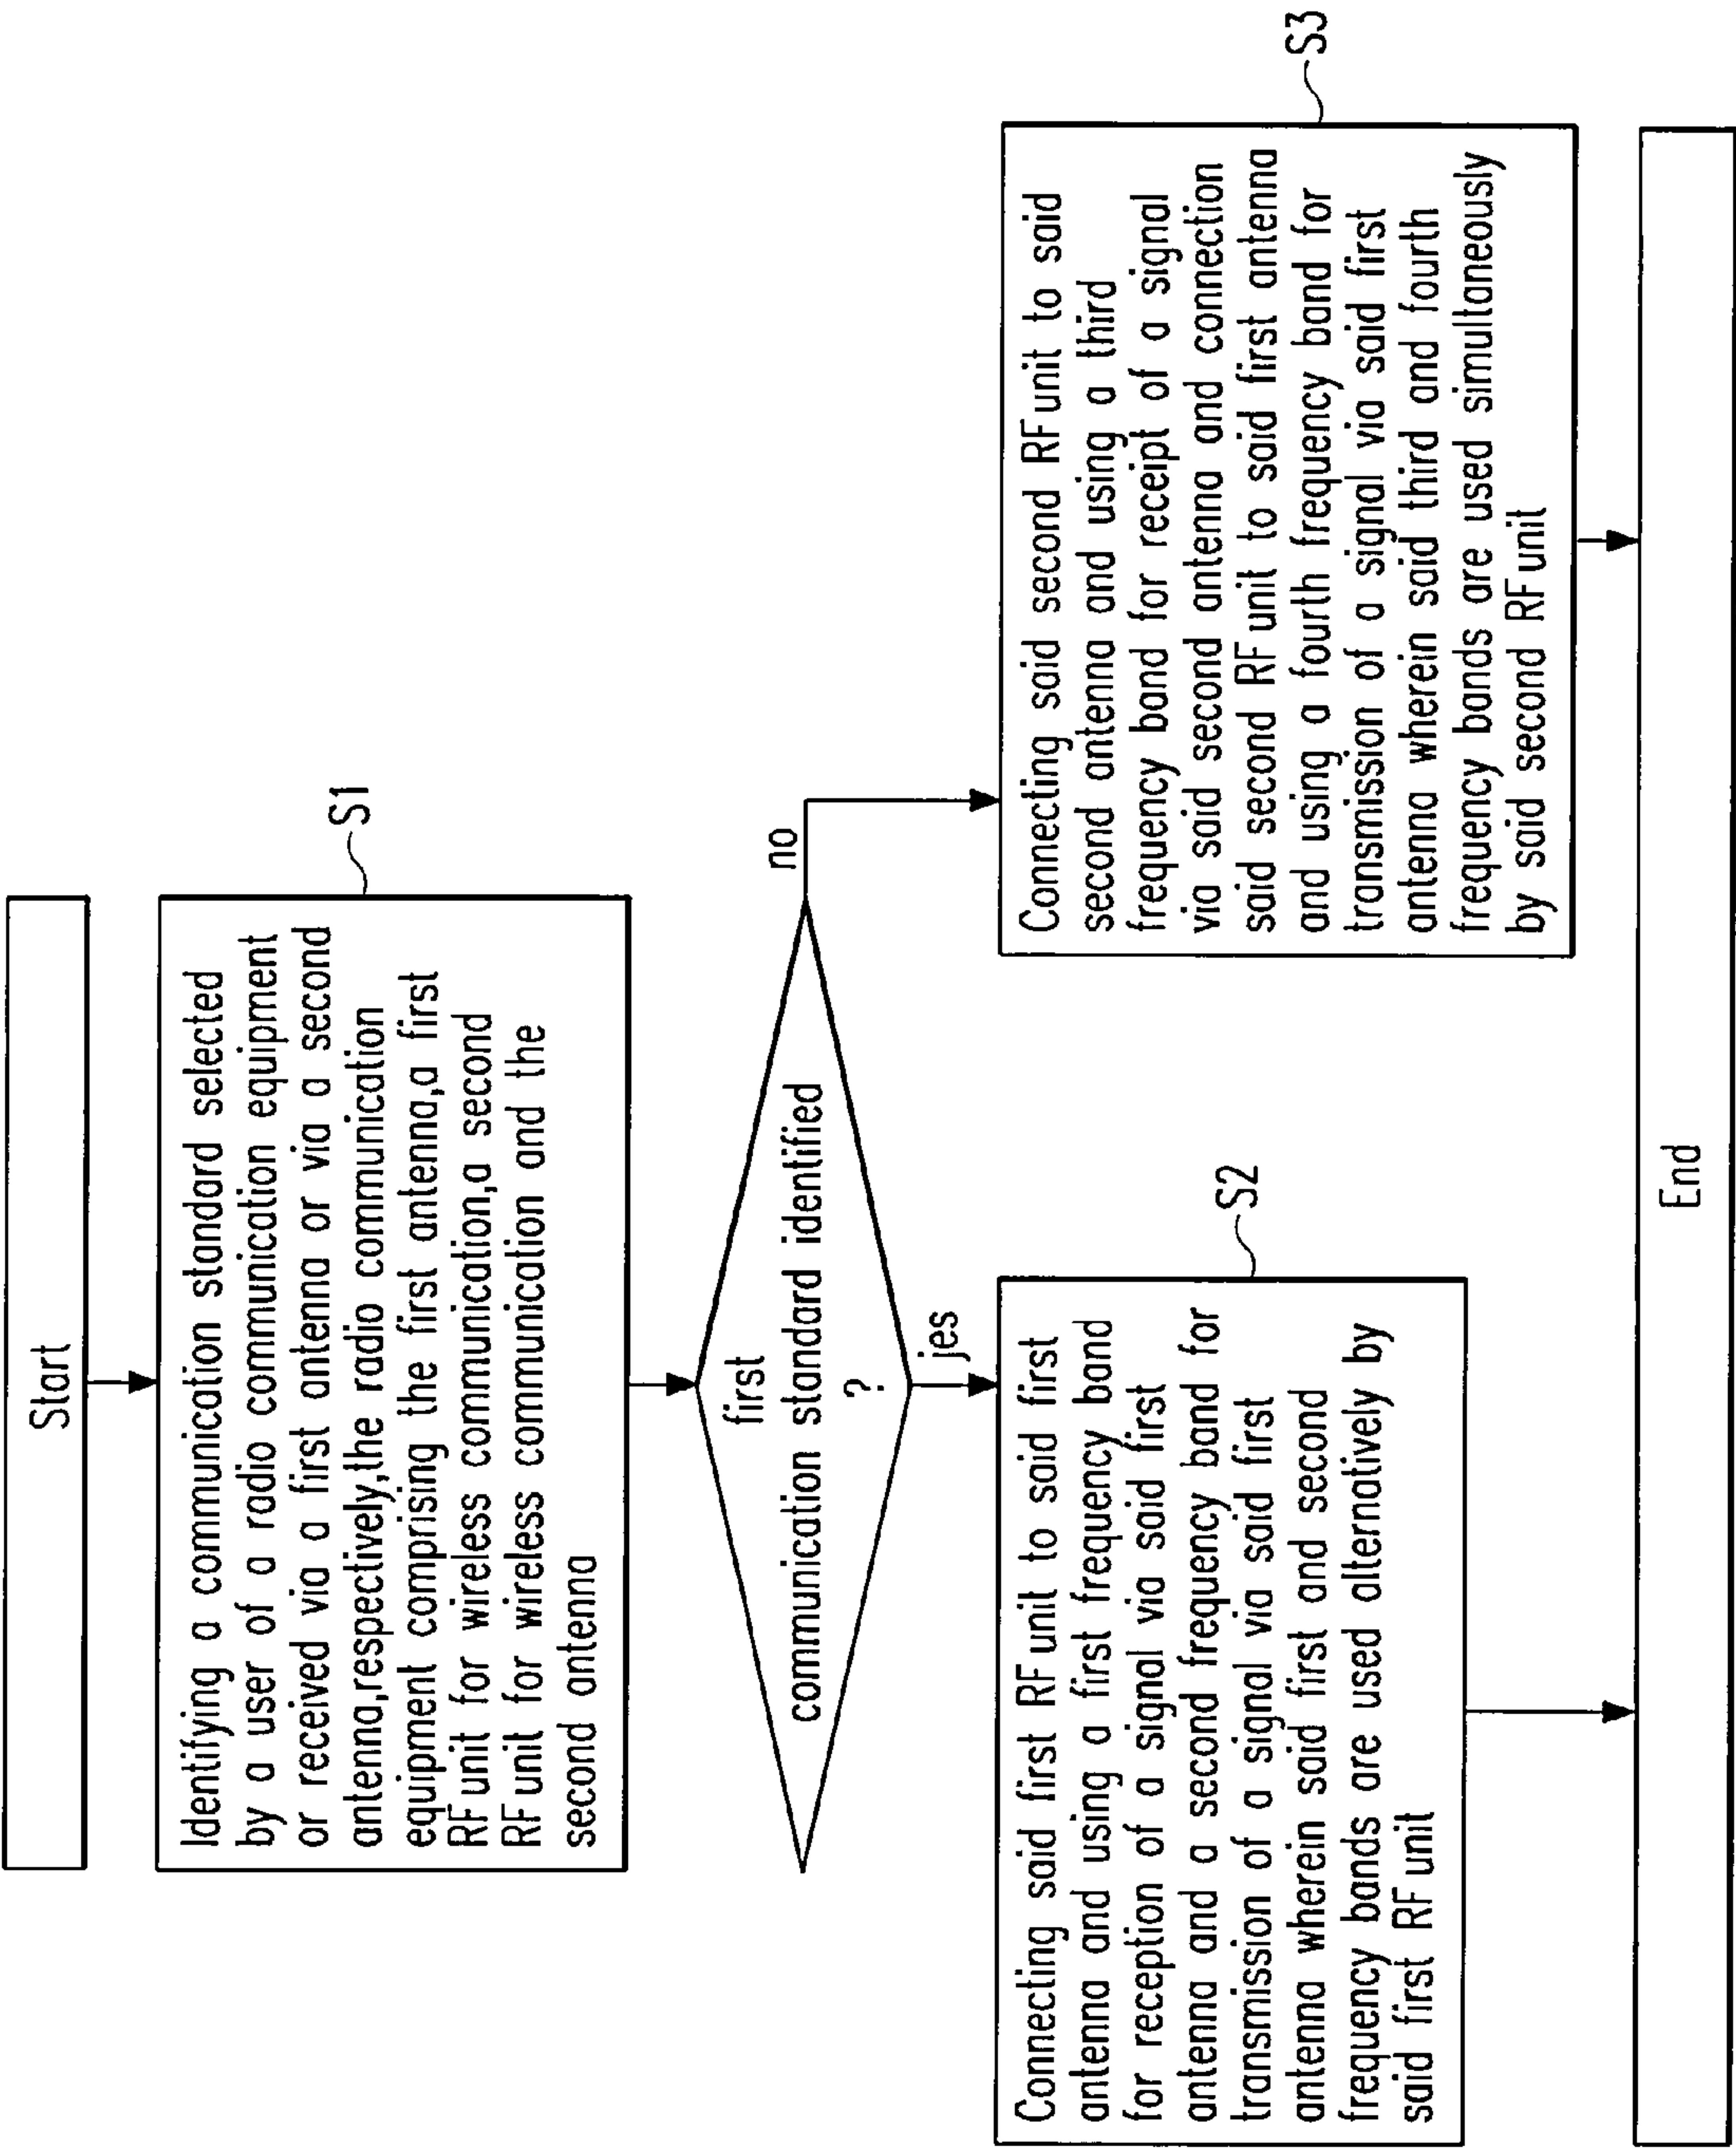 Start
S1
Identifying a communication standard selected
by a user of a radio communication equipment
or received via a first antenna or via a second
antenna,respectively,the radio communication
equipment comprising the first antenna,a first
RF unit for wireless communication,a second
RF unit for wireless communication and the
second antenna
first
communication standard identified
?
no
jes
S2
Connecting said first RF unit to said first
antenna and using a first frequency band
for reception of a signal via said first
antenna and a second frequency band for
transmission of a signal via said first
antenna wherein said first and second
frequency bands are used alternatively by
said first RF unit
S3
Connecting said second RF unit to said
second antenna and using a third
frequency band for receipt of a signal
via said second antenna and connection
said second RF unit to said first antenna
and using a fourth frequency band for
transmission of a signal via said first
antenna wherein said third and fourth
frequency bands are used simultaneously
by said second RF unit
End